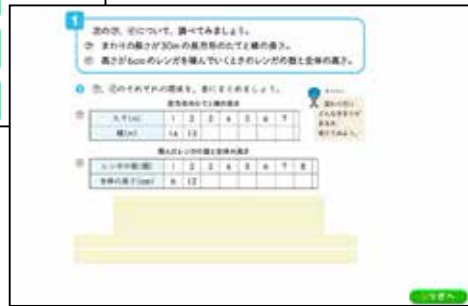 1
次の㋐、㋑について、調べてみましょう。
㋐ まわりの長さが30mの長方形のたてと横の長さ。
㋑ 高さが6cmのレンガを積んでいくときのレンガの数と全体の高さ。
㋐、㋑のそれぞれの関係を、表にまとめましょう。
長方形のたてと横の長さ
㋐
たて(m) 1 2 3 4 5 6 7
横(m) 14 13
積んだレンガの数と全体の高さ
㋑
レンガの数(個) 1 2 3 4 5 6 7 8
全体の高さ(cm) 6 12
つぎへ